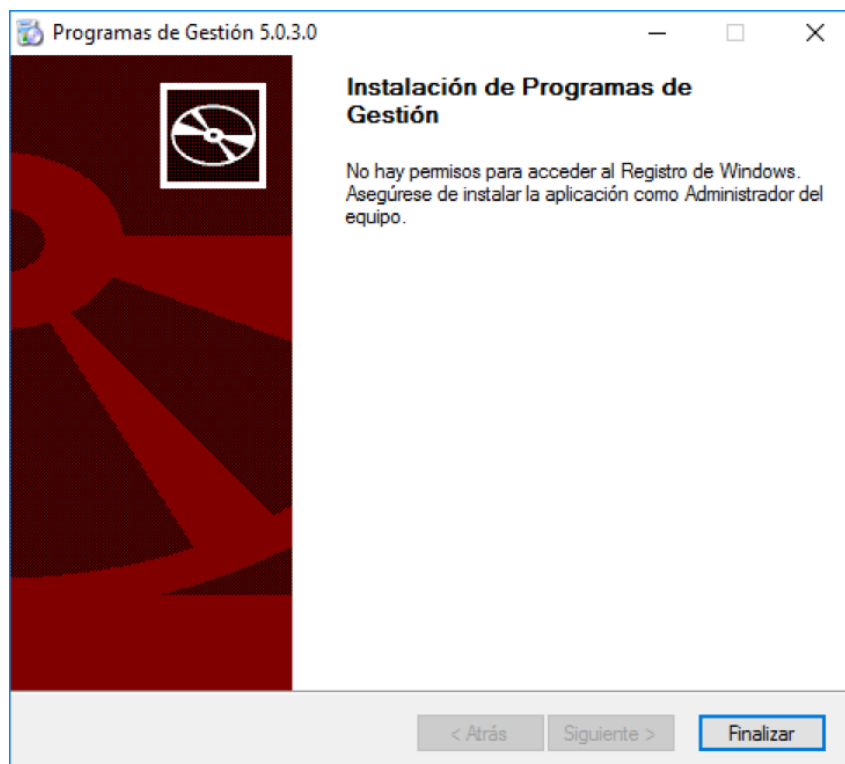 Programas de Gestión 5.0.3.0
Instalación de Programas de
Gestión
No hay permisos para acceder al Registro de Windows.
Asegúrese de instalar la aplicación como Administrador del
equipo.
< Atrás
Siguiente >
Finalizar